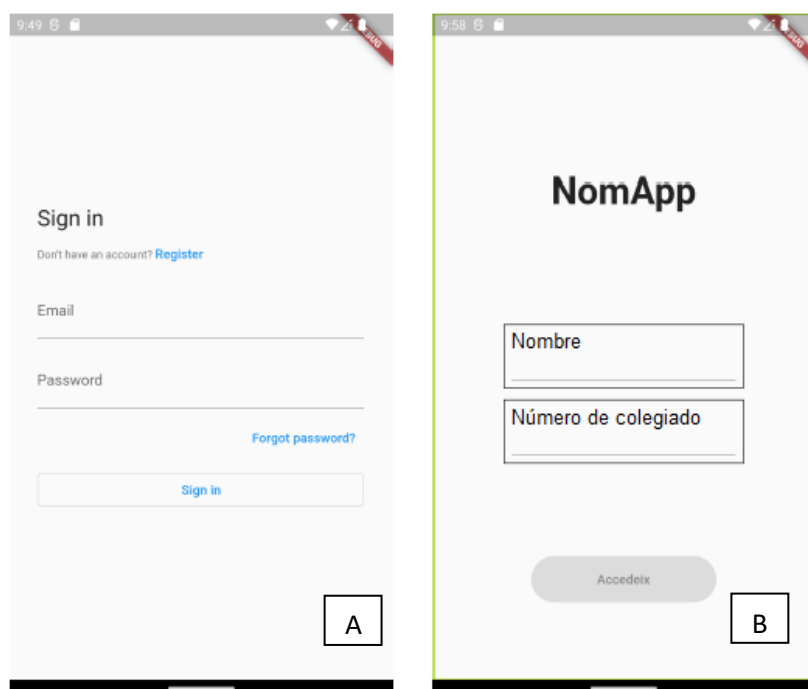 9:49
Sign in
Don't have an account? Register
Email
Password
Forgot password?
Sign in
A
9:58
NomApp
Nombre
Número de colegiado
Accedeix
B